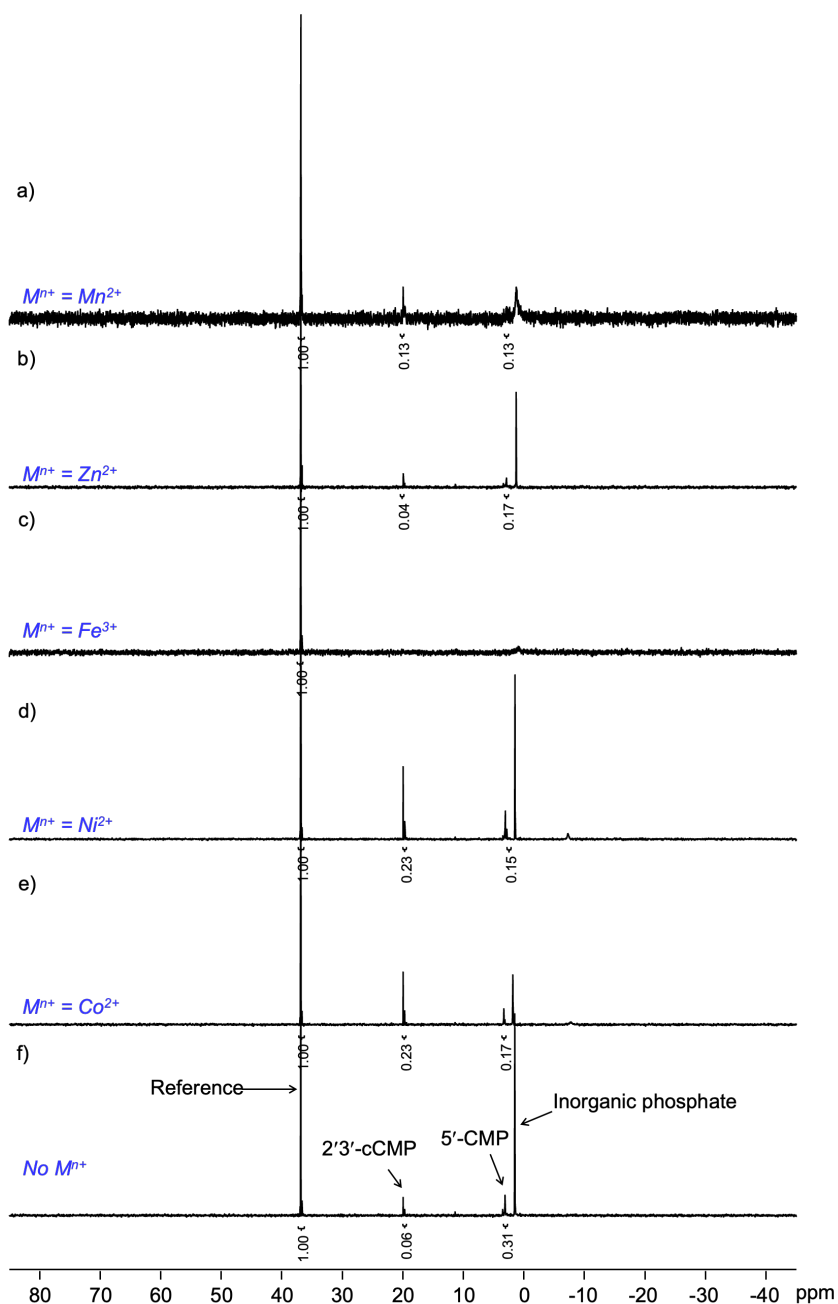 a)
Mⁿ⁺ = Mn²⁺
1.00
0.13
0.13
b)
Mⁿ⁺ = Zn²⁺
1.00
0.04
0.17
c)
Mⁿ⁺ = Fe³⁺
1.00
d)
Mⁿ⁺ = Ni²⁺
1.00
0.23
0.15
e)
Mⁿ⁺ = Co²⁺
1.00
0.23
0.17
f)
Reference
Inorganic phosphate
2′3′-cCMP
5′-CMP
No Mⁿ⁺
1.00
0.06
0.31
80 70 60 50 40 30 20 10 0 -10 -20 -30 -40 ppm